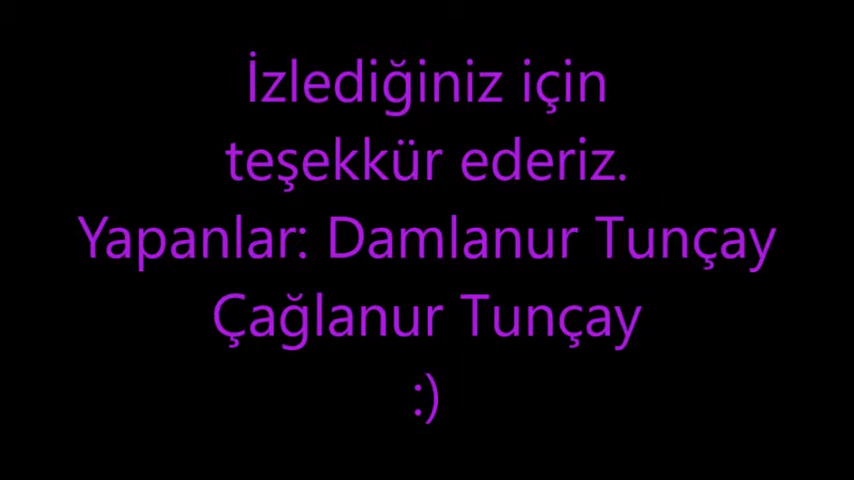 İzlediğiniz için
teşekkür ederiz.
Yapanlar: Damlanur Tunçay
Çağlanur Tunçay
:)